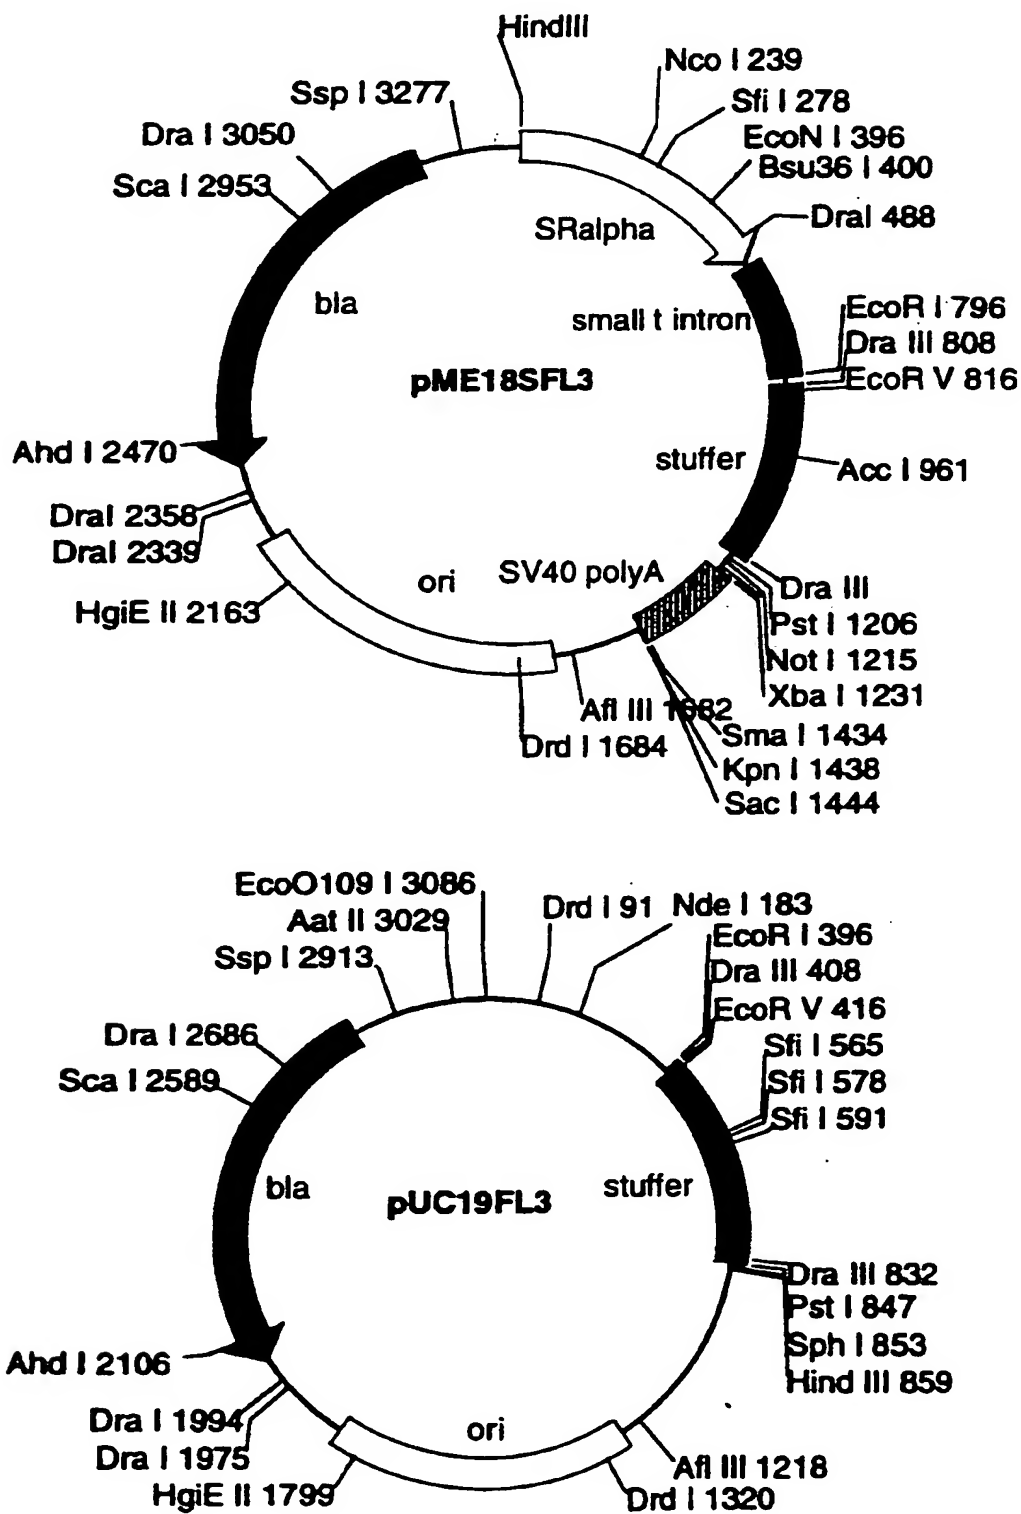 HindIII
Nco I 239
Ssp I 3277
Sfi I 278
Dra I 3050
EcoN I 396
Bsu36 I 400
Sca I 2953
DraI 488
SRalpha
bla
small t intron
EcoR I 796
Dra III 808
pME18SFL3
EcoR V 816
Ahd I 2470
stuffer
Acc I 961
DraI 2358
DraI 2339
ori
SV40 polyA
Dra III
HgiE II 2163
Pst I 1206
Not I 1215
Xba I 1231
Afl III
Sma I 1434
Drd I 1684
Kpn I 1438
Sac I 1444
EcoO109 I 3086
Drd I 91
Nde I 183
Aat II 3029
EcoR I 396
Ssp I 2913
Dra III 408
EcoR V 416
Dra I 2686
Sfi I 565
Sca I 2589
Sfi I 578
Sfi I 591
bla
pUC19FL3
stuffer
Dra III 832
Pst I 847
Sph I 853
Ahd I 2106
Hind III 859
Dra I 1994
ori
Dra I 1975
Afl III 1218
HgiE II 1799
Drd I 1320